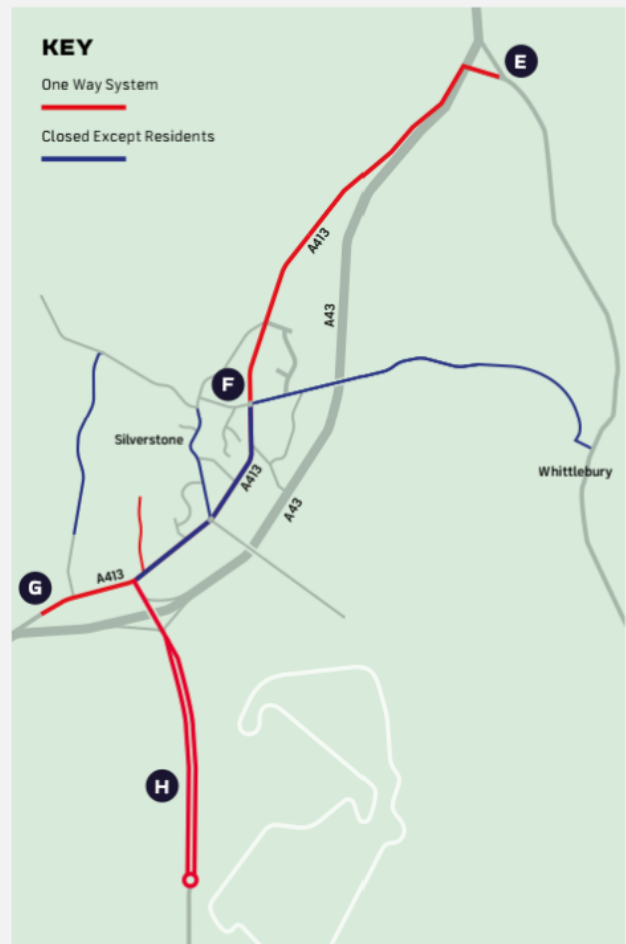 KEY
One Way System
Closed Except Residents
E
A413
A43
F
Silverstone
A413
Whittlebury
A43
A413
G
H